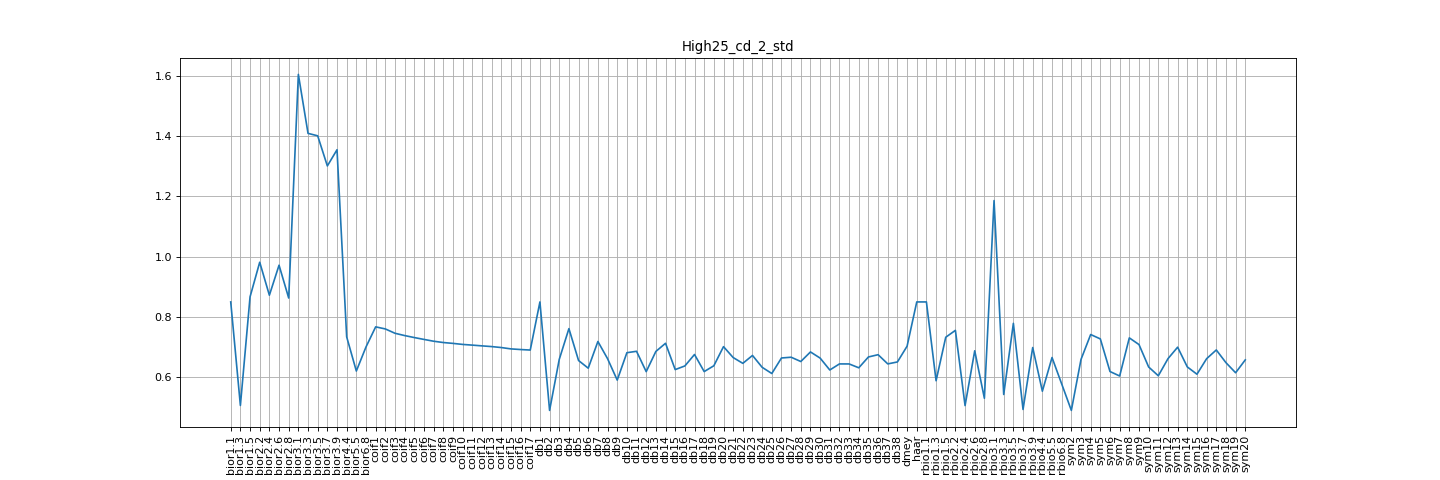 High25_cd_2_std
1.6
1.4
1.2
1.0
0.8
0.6
bior1.1
bior1.3
bior1.5
bior2.2
bior2.4
bior2.6
bior2.8
bior3.1
bior3.3
bior3.5
bior3.7
bior3.9
bior4.4
bior5.5
bior6.8
coif1
coif2
coif3
coif4
coif5
coif6
coif7
coif8
coif9
coif10
coif11
coif12
coif13
coif14
coif15
coif16
coif17
db1
db2
db3
db4
db5
db6
db7
db8
db9
db10
db11
db12
db13
db14
db15
db16
db17
db18
db19
db20
db21
db22
db23
db24
db25
db26
db27
db28
db29
db30
db31
db32
db33
db34
db35
db36
db37
db38
dmey
haar
rbio1.1
rbio1.3
rbio1.5
rbio2.2
rbio2.4
rbio2.6
rbio2.8
rbio3.1
rbio3.3
rbio3.5
rbio3.7
rbio3.9
rbio4.4
rbio5.5
rbio6.8
sym2
sym3
sym4
sym5
sym6
sym7
sym8
sym9
sym10
sym11
sym12
sym13
sym14
sym15
sym16
sym17
sym18
sym19
sym20